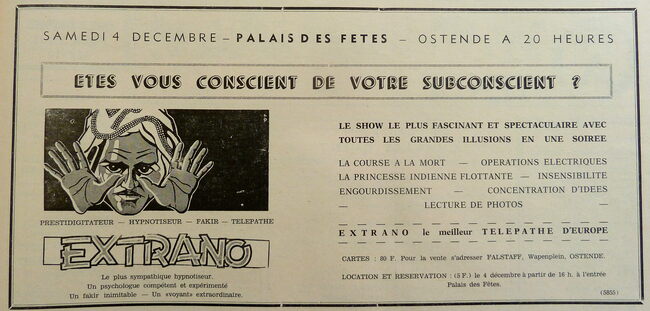 SAMEDI 4 DECEMBRE – PALAIS DES FETES – OSTENDE A 20 HEURES
ETES VOUS CONSCIENT DE VOTRE SUBCONSCIENT ?
PRESTIDIGITATEUR — HYPNOTISEUR — FAKIR — TELEPATHE
EXTRANO
Le plus sympathique hypnotiseur.
Un psychologue compétent et expérimenté
Un fakir inimitable — Un «voyant» extraordinaire.
LE SHOW LE PLUS FASCINANT ET SPECTACULAIRE AVEC
TOUTES LES GRANDES ILLUSIONS EN UNE SOIREE
LA COURSE A LA MORT — OPERATIONS ELECTRIQUES
LA PRINCESSE INDIENNE FLOTTANTE — INSENSIBILITE
ENGOURDISSEMENT — CONCENTRATION D'IDEES
— LECTURE DE PHOTOS —
EXTRANO le meilleur TELEPATHE D'EUROPE
CARTES : 80 F. Pour la vente s'adresser FALSTAFF, Wapenplein, OSTENDE.
LOCATION ET RESERVATION : (5 F.) le 4 décembre à partir de 16 h. à l'entrée
Palais des Fêtes.
(5855)